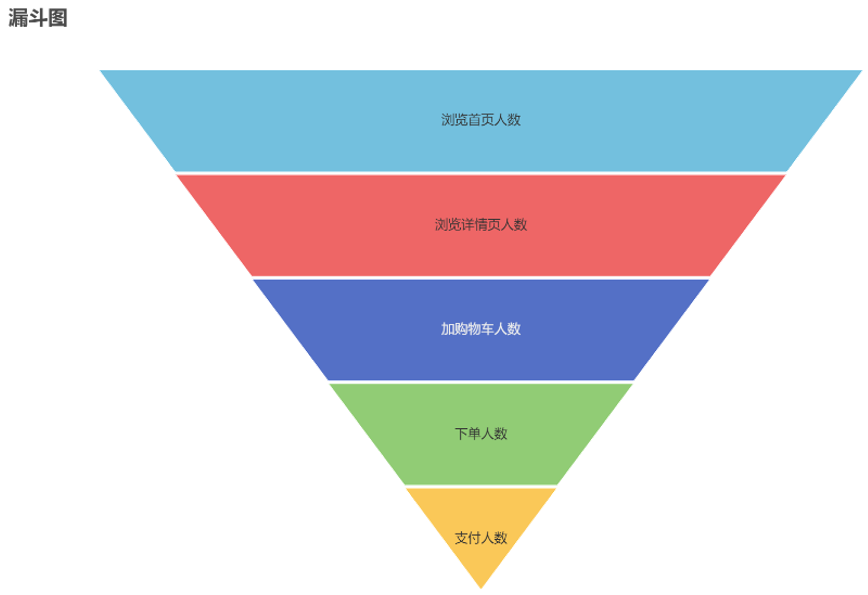 漏斗图
浏览首页人数
浏览详情页人数
加购物车人数
下单人数
支付人数